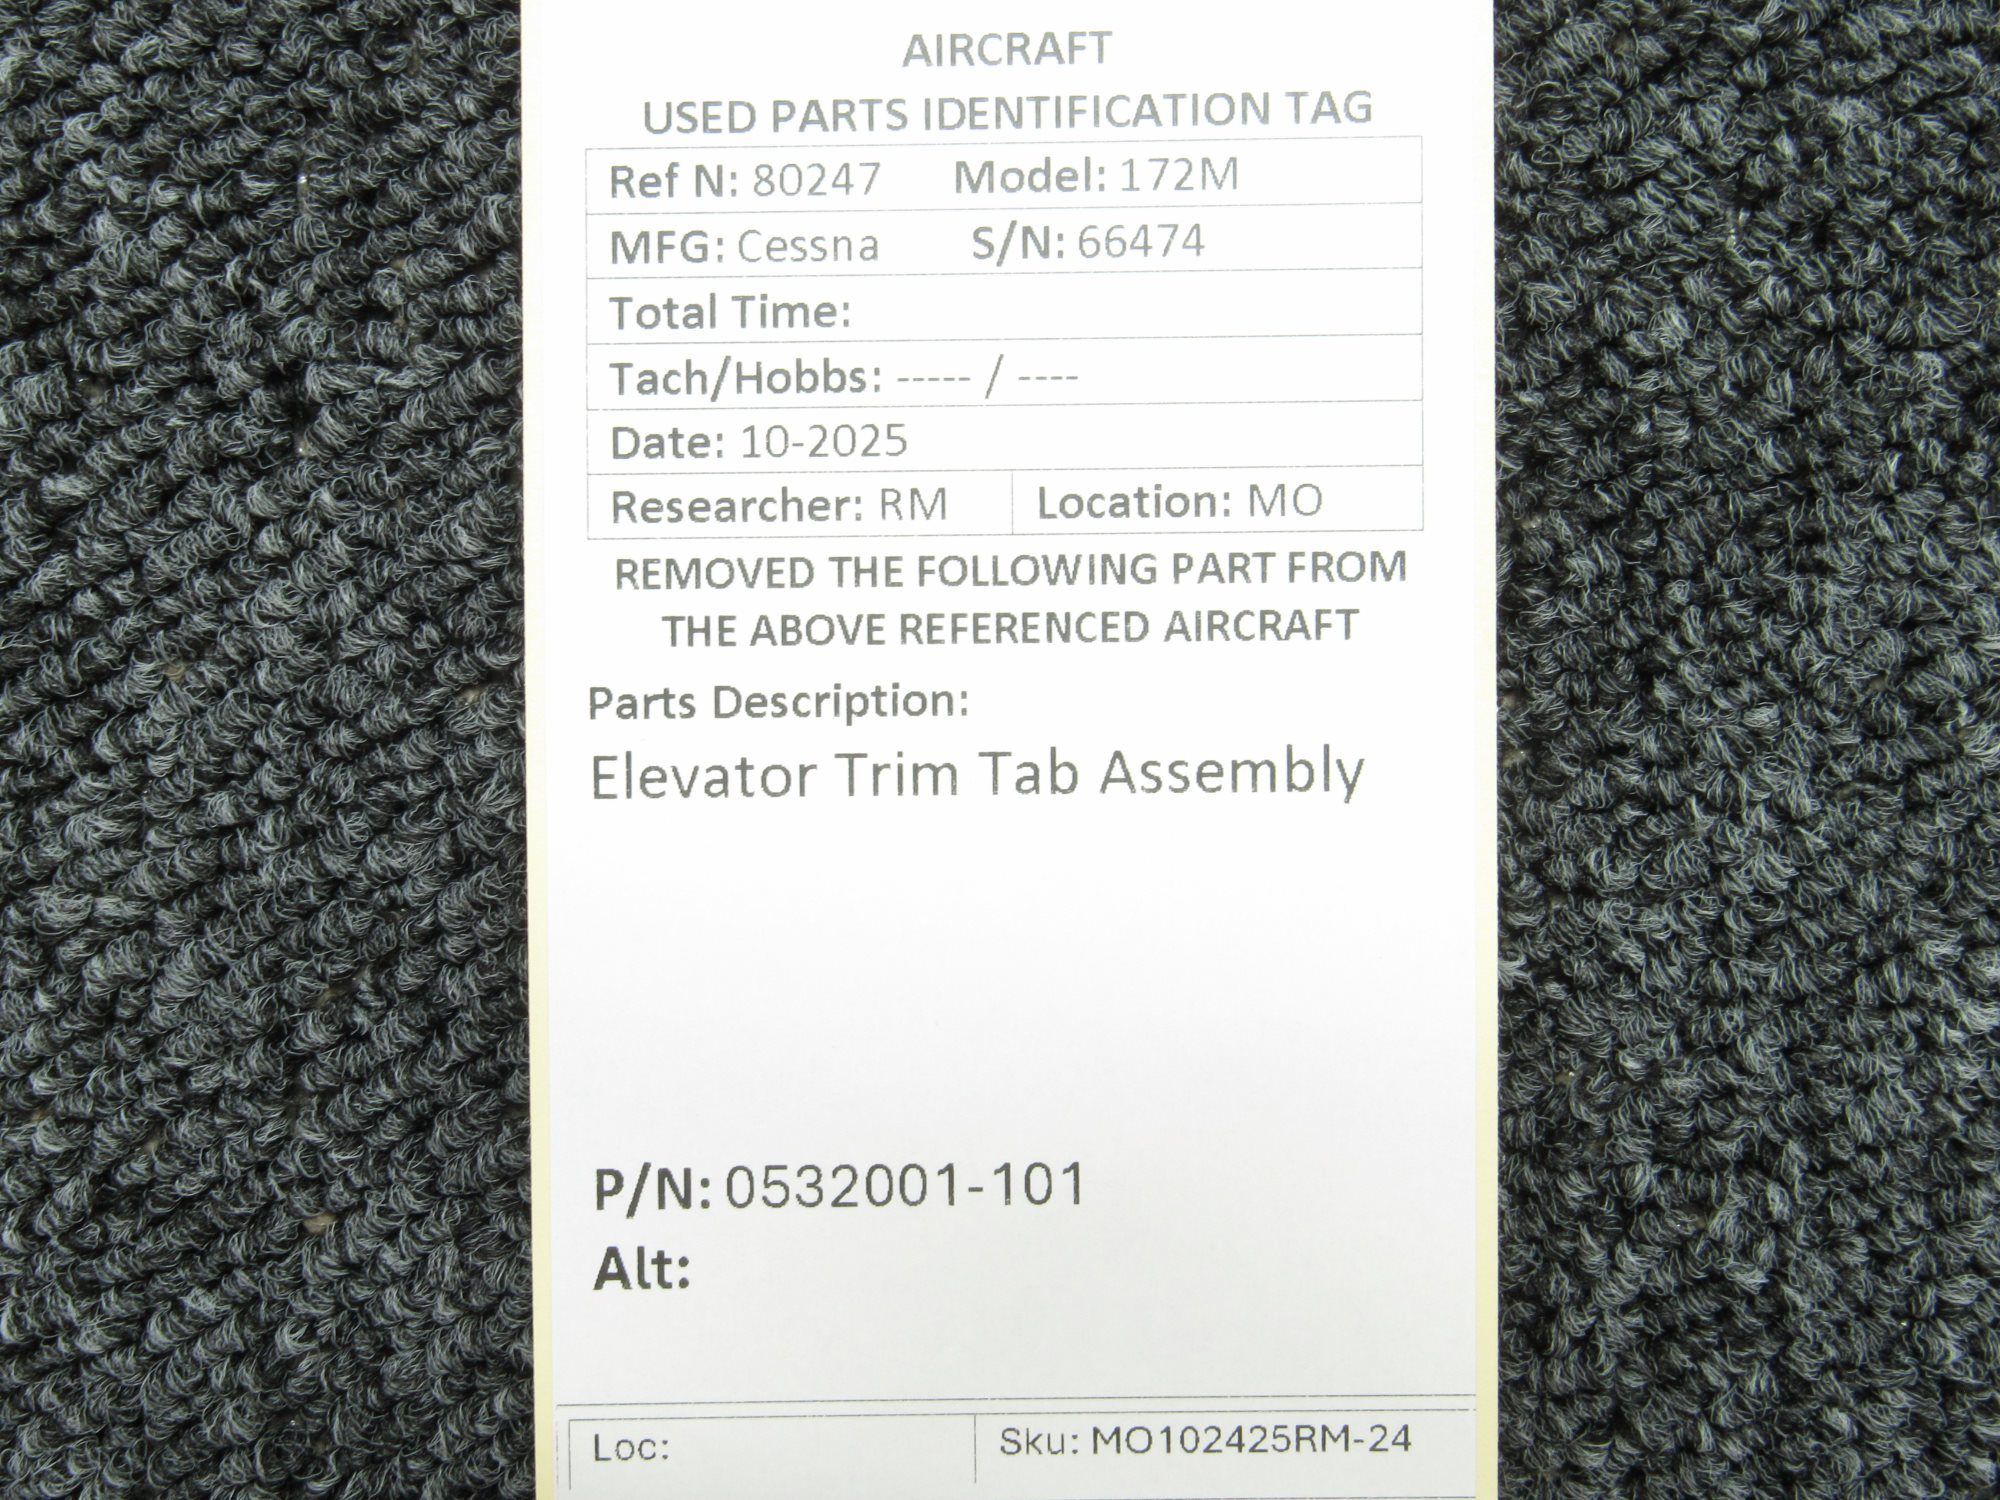 AIRCRAFT
USED PARTS IDENTIFICATION TAG
Ref N: 80247 Model: 172M
MFG: Cessna S/N: 66474
Total Time:
Tach/Hobbs: ----- / ----
Date: 10-2025
Researcher: RM Location: MO
REMOVED THE FOLLOWING PART FROM
THE ABOVE REFERENCED AIRCRAFT
Parts Description:
Elevator Trim Tab Assembly
P/N: 0532001-101
Alt:
Loc: Sku: MO102425RM-24